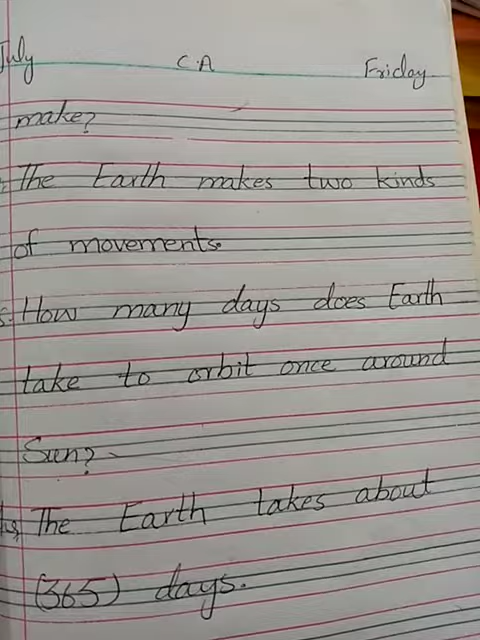 July C.A Friday
make?
The Earth makes two kinds
of movements.
How many days does Earth
take to orbit once around
Sun?
The Earth takes about
(365) days.